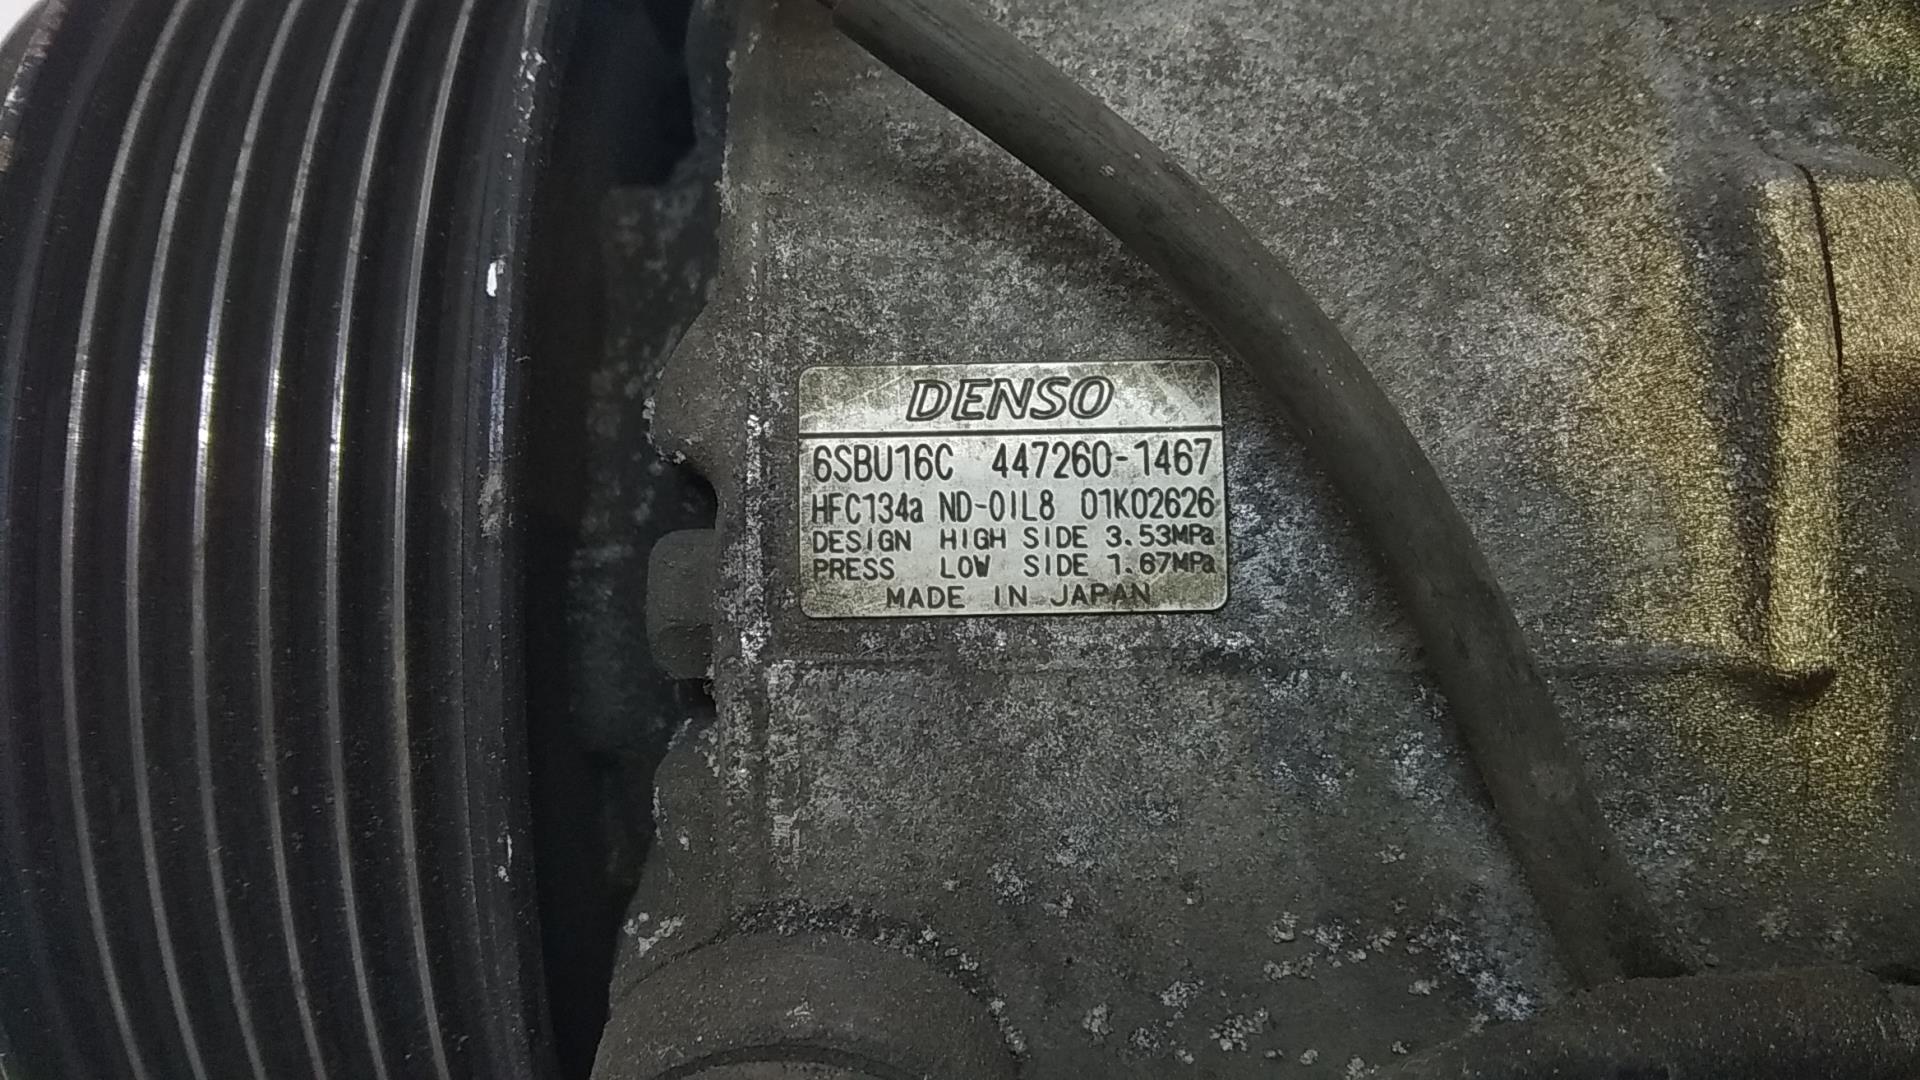 DENSO
6SBU16C 447260-1467
HFC134a ND-OIL8 01K02626
DESIGN HIGH SIDE 3.53MPa
PRESS LOW SIDE 1.67MPa
MADE IN JAPAN